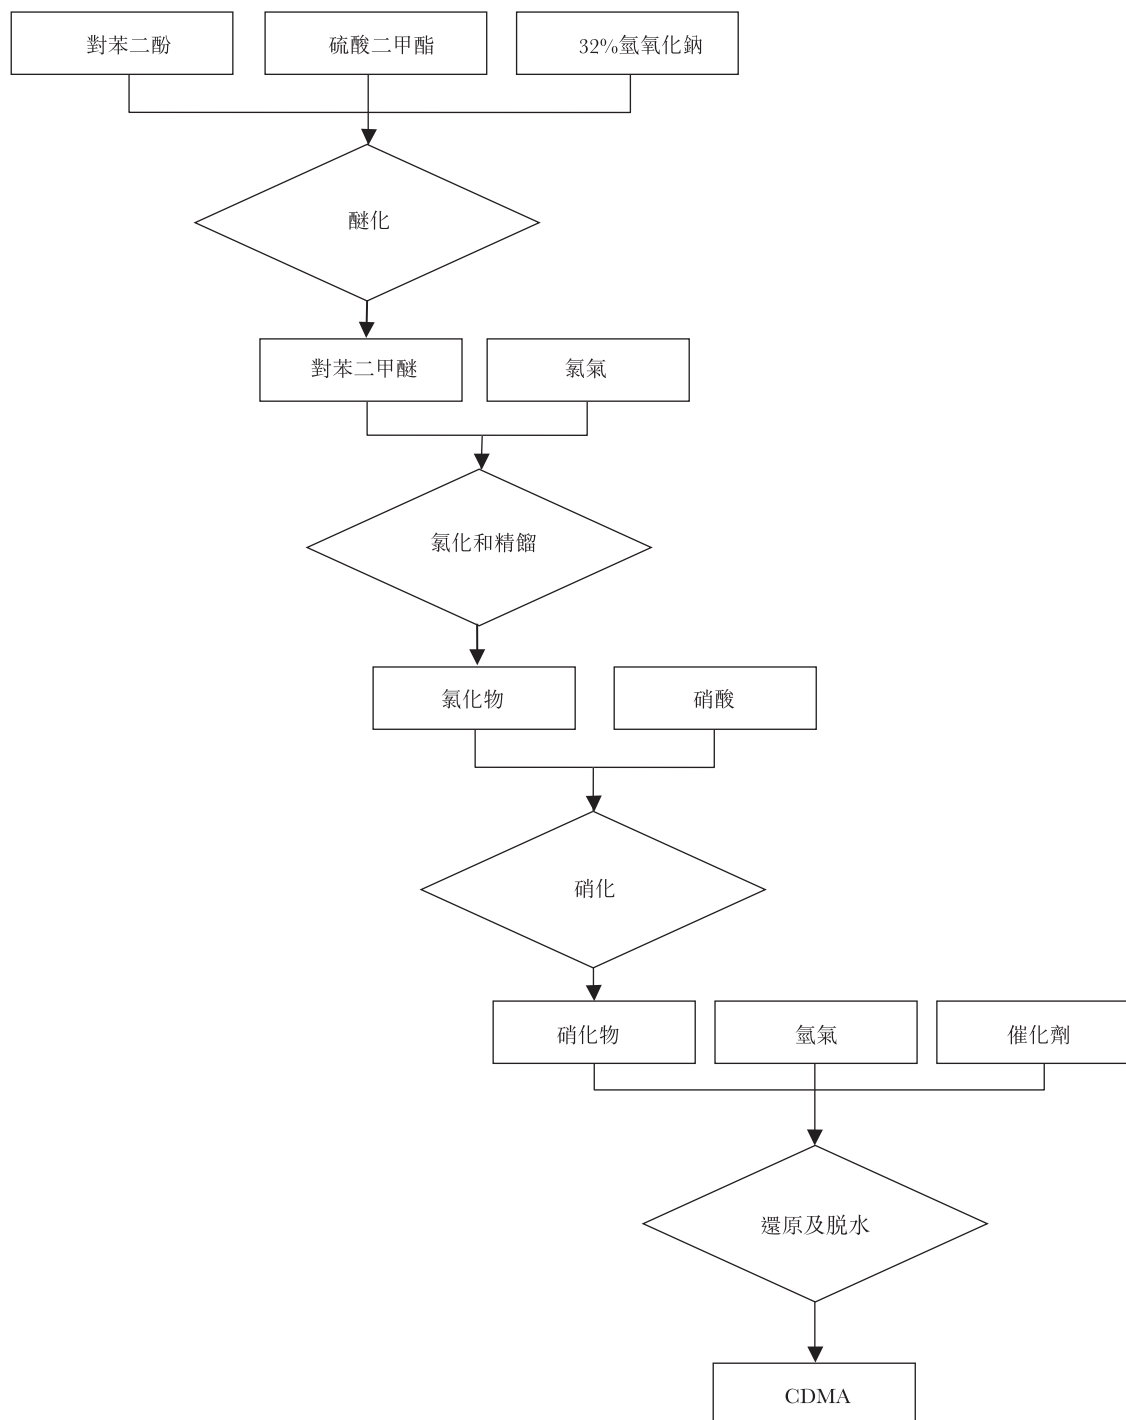 對苯二酚
硫酸二甲酯
32%氫氧化鈉
醚化
對苯二甲醚
氯氣
氯化和精餾
氯化物
硝酸
硝化
硝化物
氫氣
催化劑
還原及脫水
CDMA